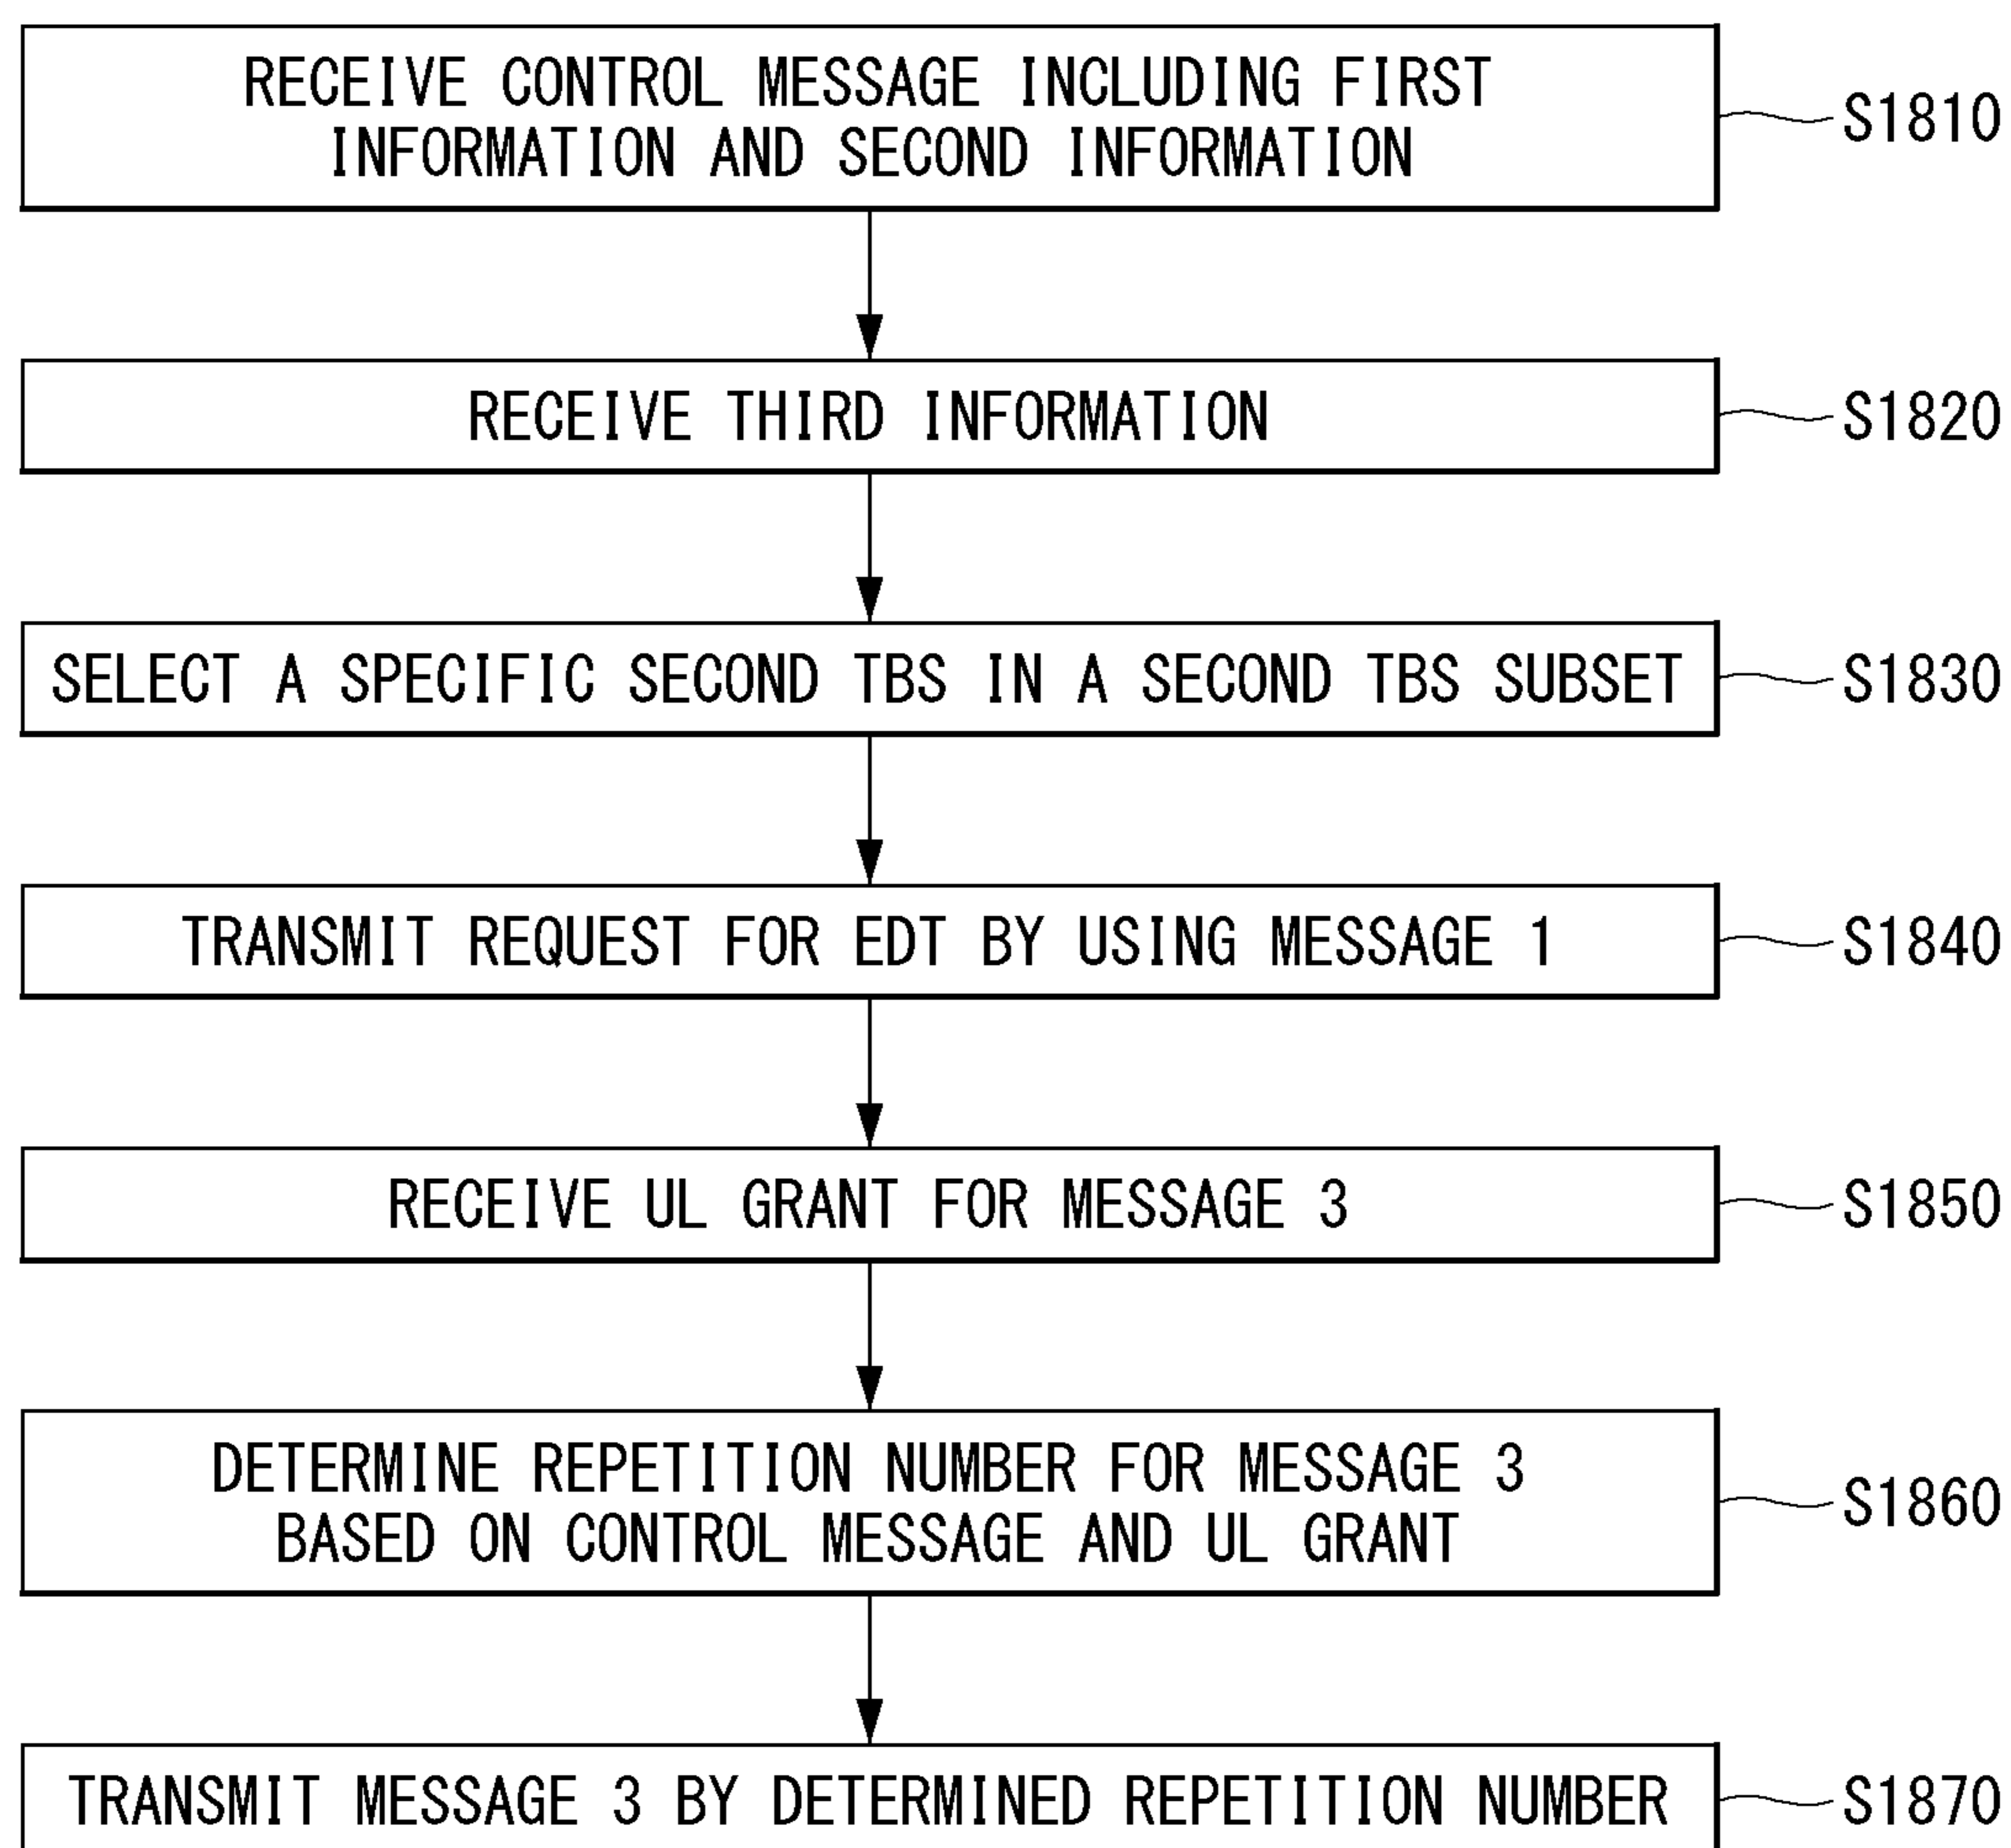 RECEIVE CONTROL MESSAGE INCLUDING FIRST
INFORMATION AND SECOND INFORMATION
S1810
RECEIVE THIRD INFORMATION
S1820
SELECT A SPECIFIC SECOND TBS IN A SECOND TBS SUBSET
S1830
TRANSMIT REQUEST FOR EDT BY USING MESSAGE 1
S1840
RECEIVE UL GRANT FOR MESSAGE 3
S1850
DETERMINE REPETITION NUMBER FOR MESSAGE 3
BASED ON CONTROL MESSAGE AND UL GRANT
S1860
TRANSMIT MESSAGE 3 BY DETERMINED REPETITION NUMBER
S1870